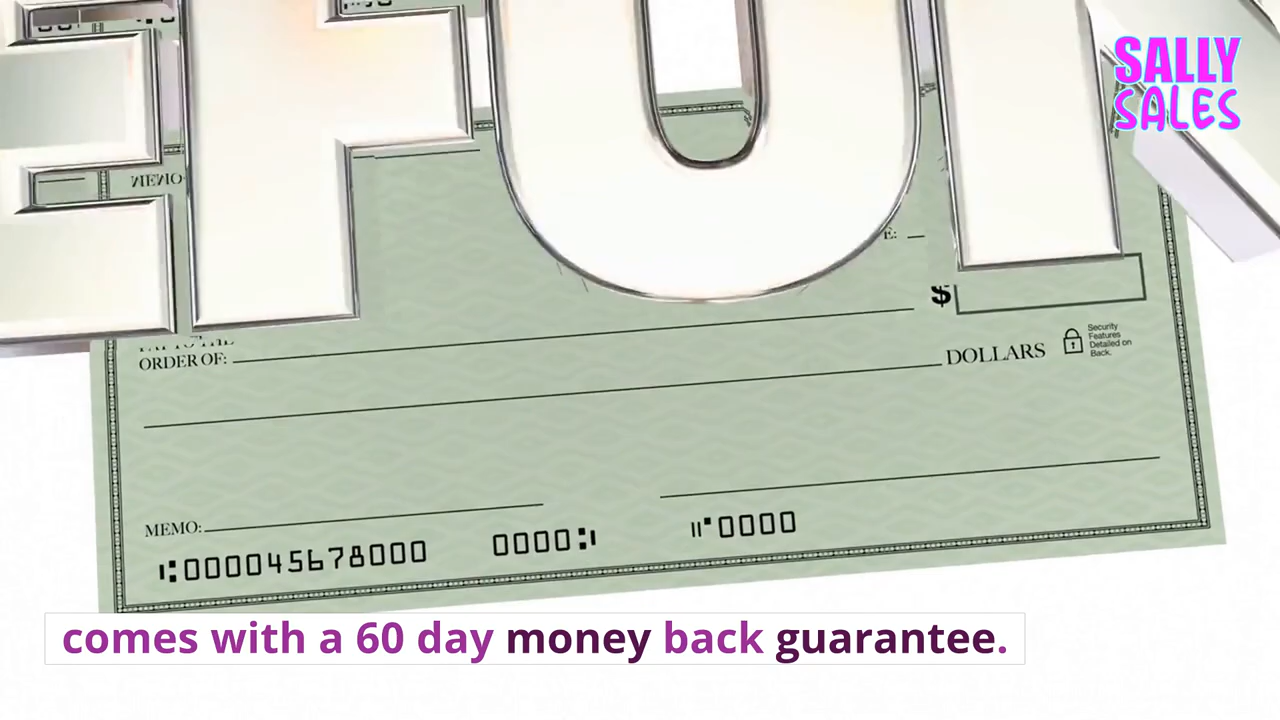 EFUN
SALLY
SALES
MEMO
E:
$
ORDER OF:
DOLLARS
Security
Features
Detailed on
Back.
MEMO:
000045678000 0000 0000
comes with a 60 day money back guarantee.